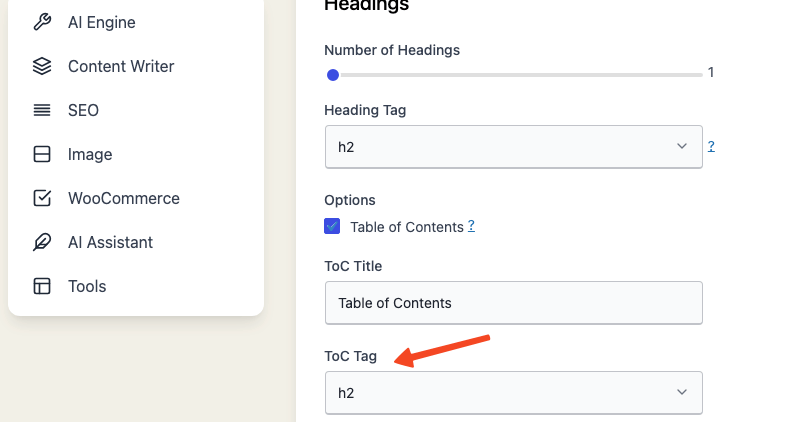 AI Engine
Content Writer
SEO
Image
WooCommerce
AI Assistant
Tools
Headings
Number of Headings
1
Heading Tag
h2
?
Options
Table of Contents ?
ToC Title
Table of Contents
ToC Tag
h2